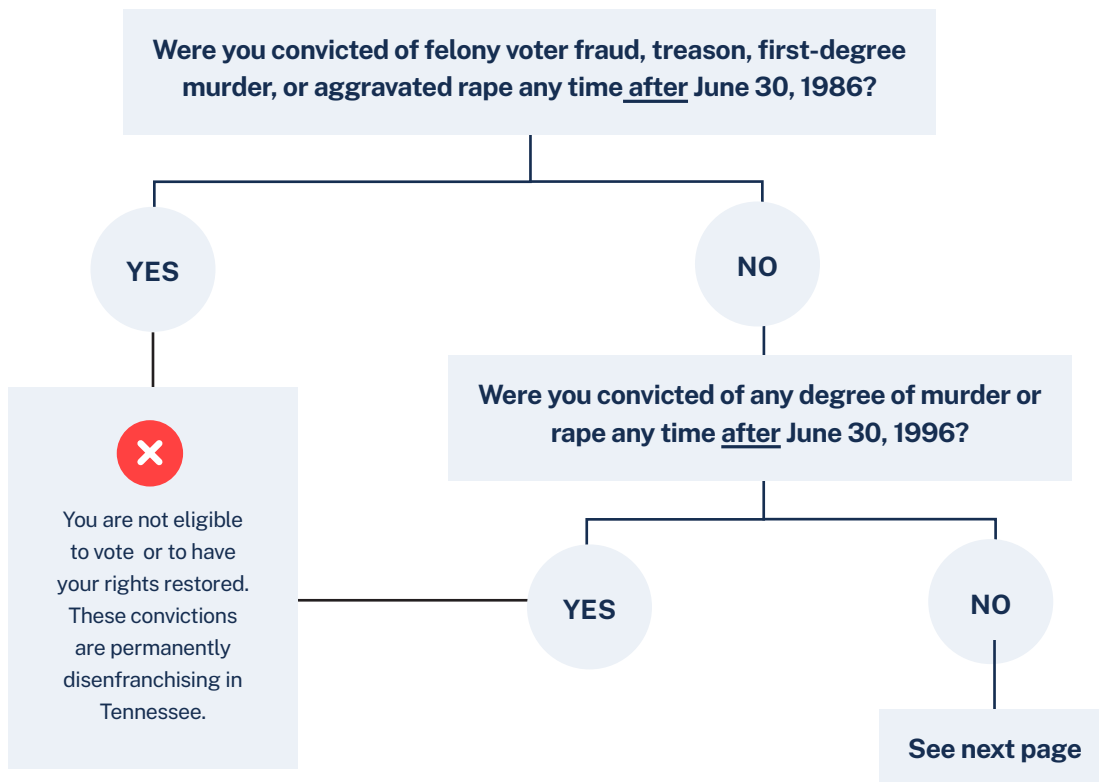 Were you convicted of felony voter fraud, treason, first-degree
murder, or aggravated rape any time after June 30, 1986?
YES
NO
Were you convicted of any degree of murder or
rape any time after June 30, 1996?
You are not eligible
to vote or to have
your rights restored.
These convictions
are permanently
disenfranchising in
Tennessee.
YES
NO
See next page